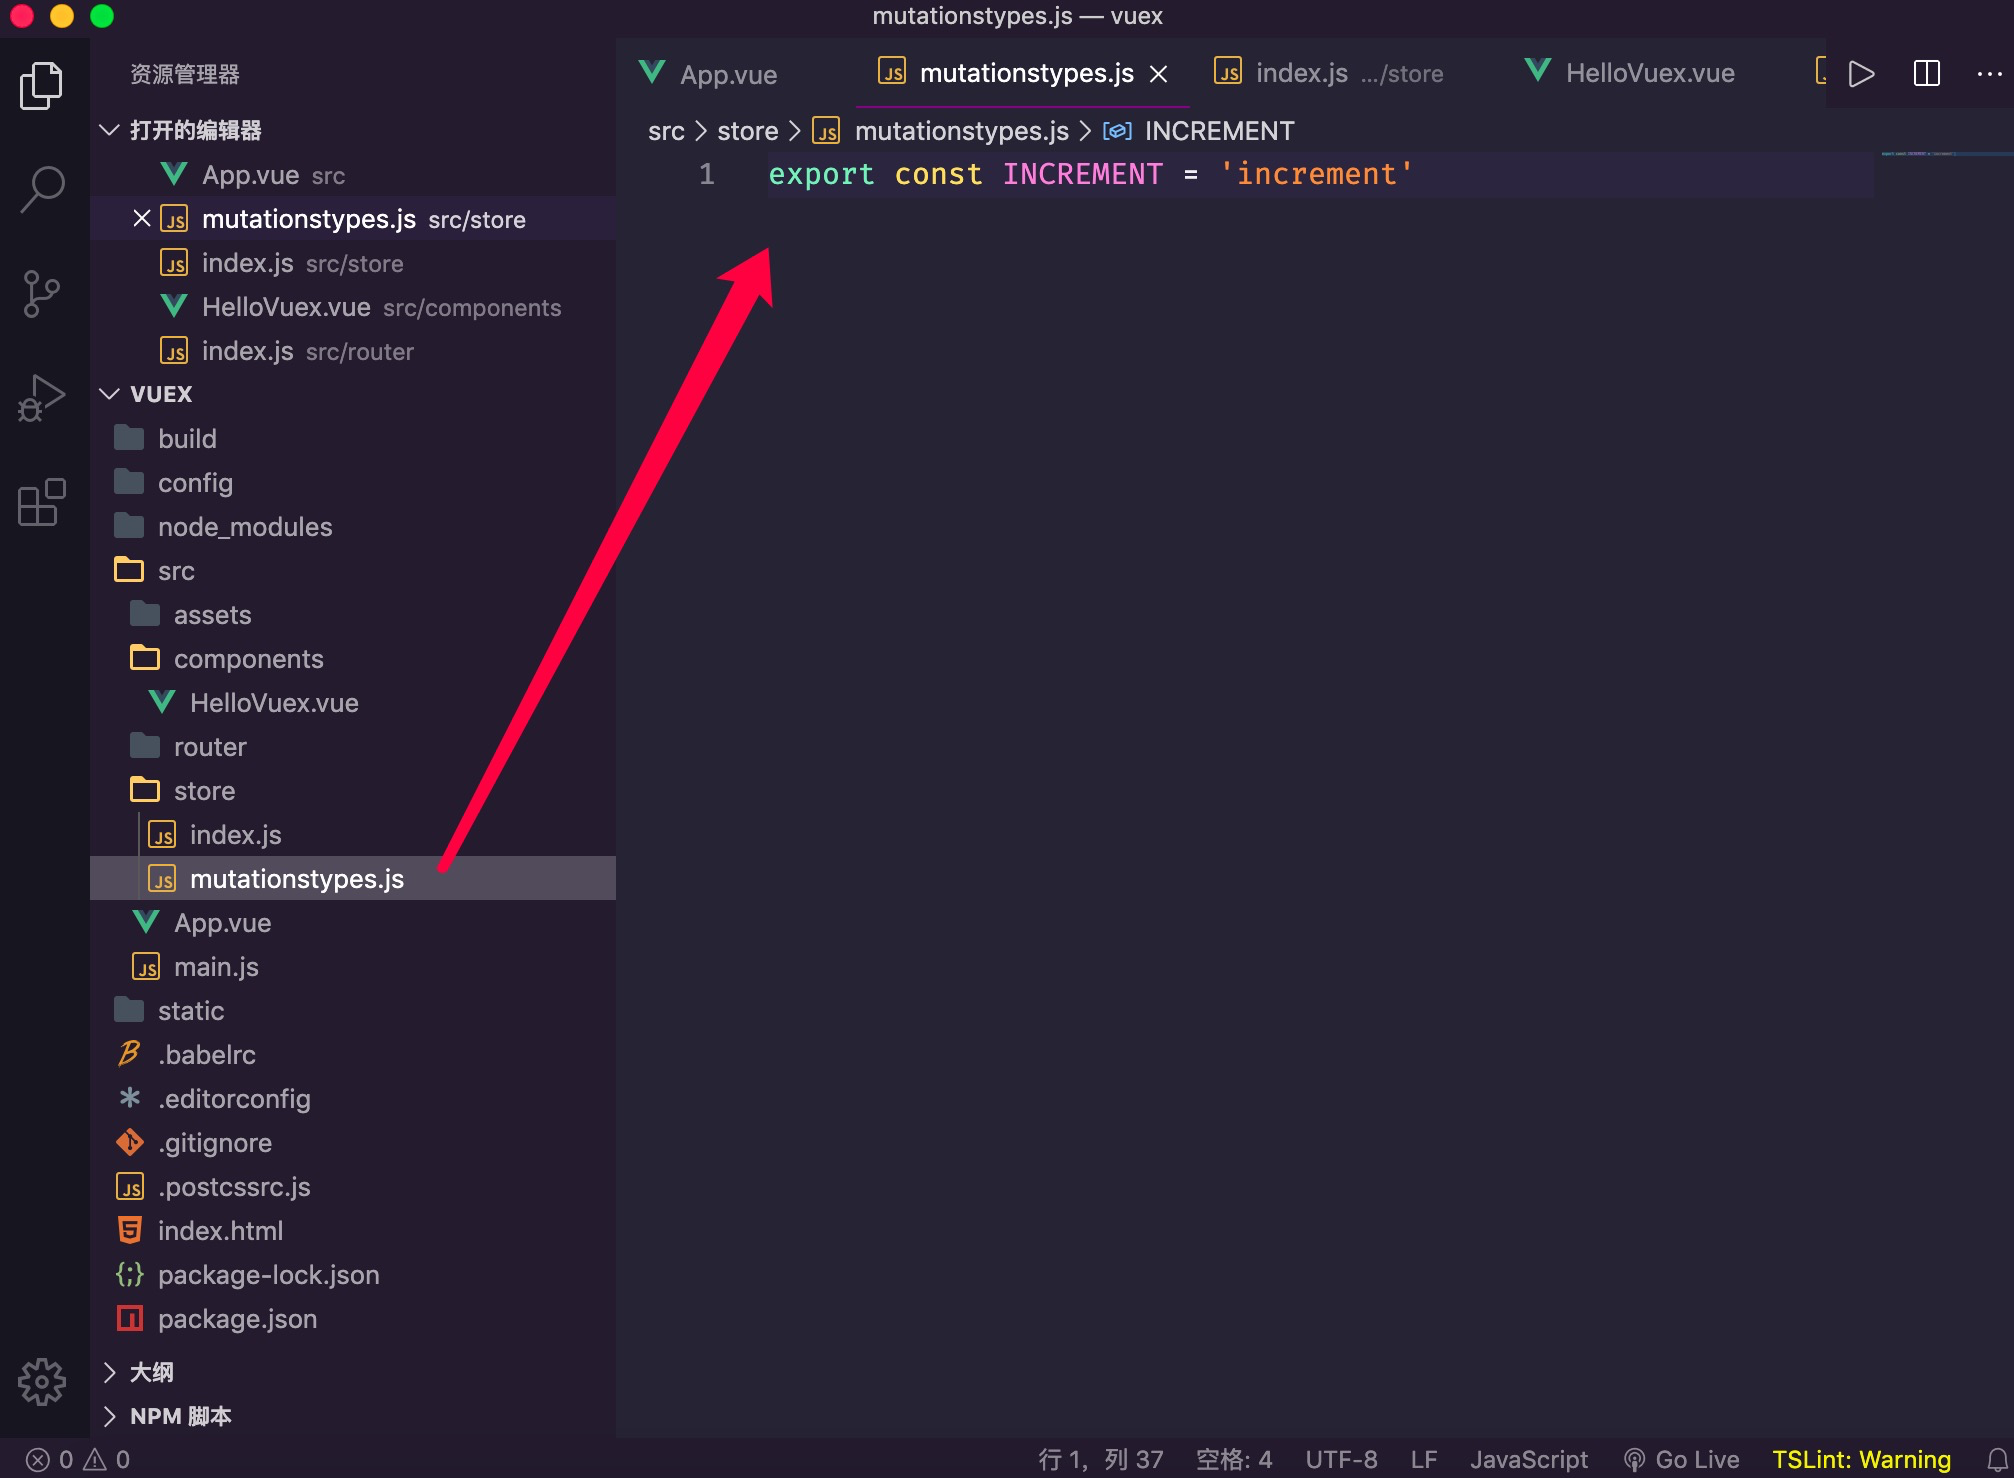 mutationstypes.js — vuex
资源管理器
打开的编辑器
App.vue src
mutationstypes.js src/store
index.js src/store
HelloVuex.vue src/components
index.js src/router
VUEX
build
config
node_modules
src
assets
components
HelloVuex.vue
router
store
index.js
mutationstypes.js
App.vue
main.js
static
.babelrc
.editorconfig
.gitignore
.postcssrc.js
index.html
package-lock.json
package.json
大纲
NPM 脚本
App.vue mutationstypes.js index.js .../store HelloVuex.vue
src > store > mutationstypes.js > INCREMENT
1 export const INCREMENT = 'increment'
0 0 行 1, 列 37 空格: 4 UTF-8 LF JavaScript Go Live TSLint: Warning